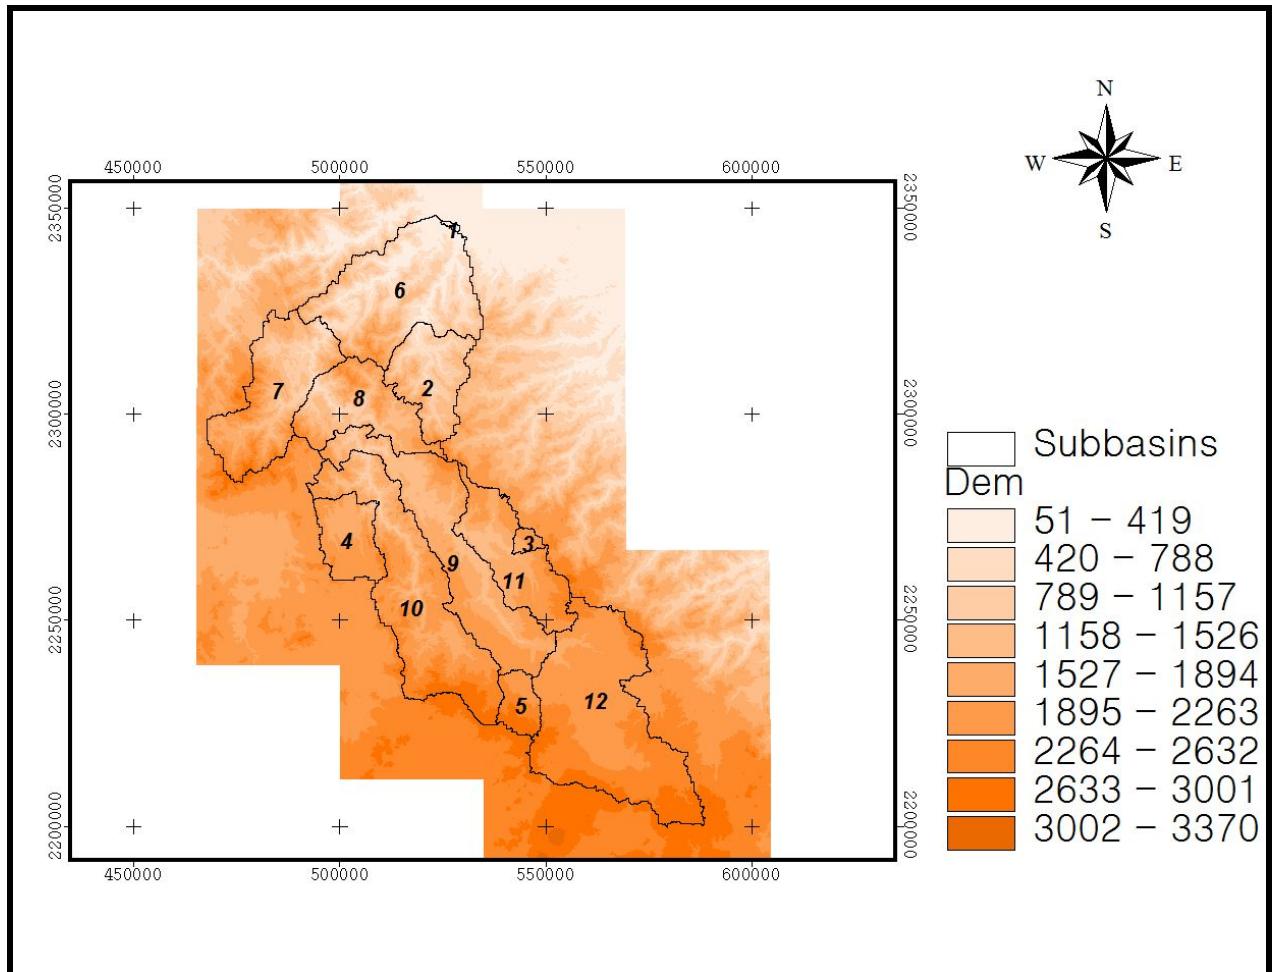 N
W E
S
450000 500000 550000 600000
2350000 2350000
1
6
7
8
2
2300000 2300000
Subbasins
Dem
4
3
9
11
10
51 - 419
420 - 788
789 - 1157
1158 - 1526
1527 - 1894
1895 - 2263
2264 - 2632
2633 - 3001
3002 - 3370
2250000 2250000
12
5
2200000 2200000
450000 500000 550000 600000